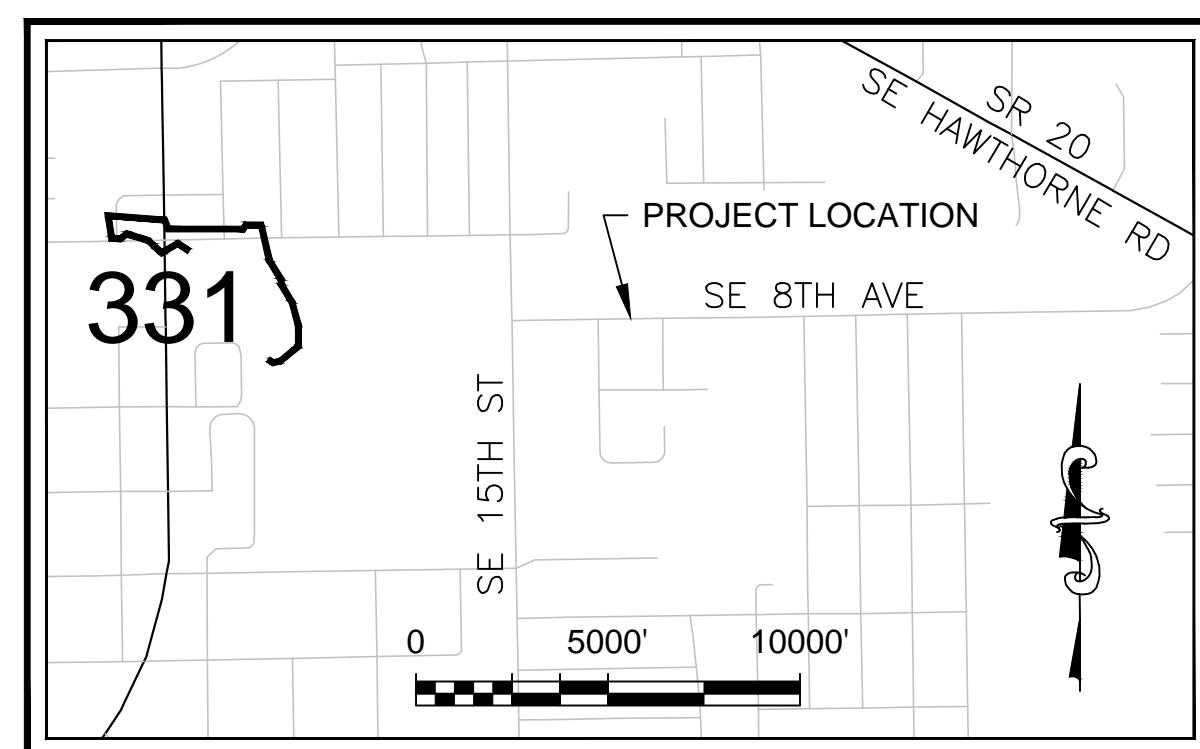 SR 20
SE HAWTHORNE RD
PROJECT LOCATION
SE 8TH AVE
331
SE 15TH ST
0 5000' 10000'